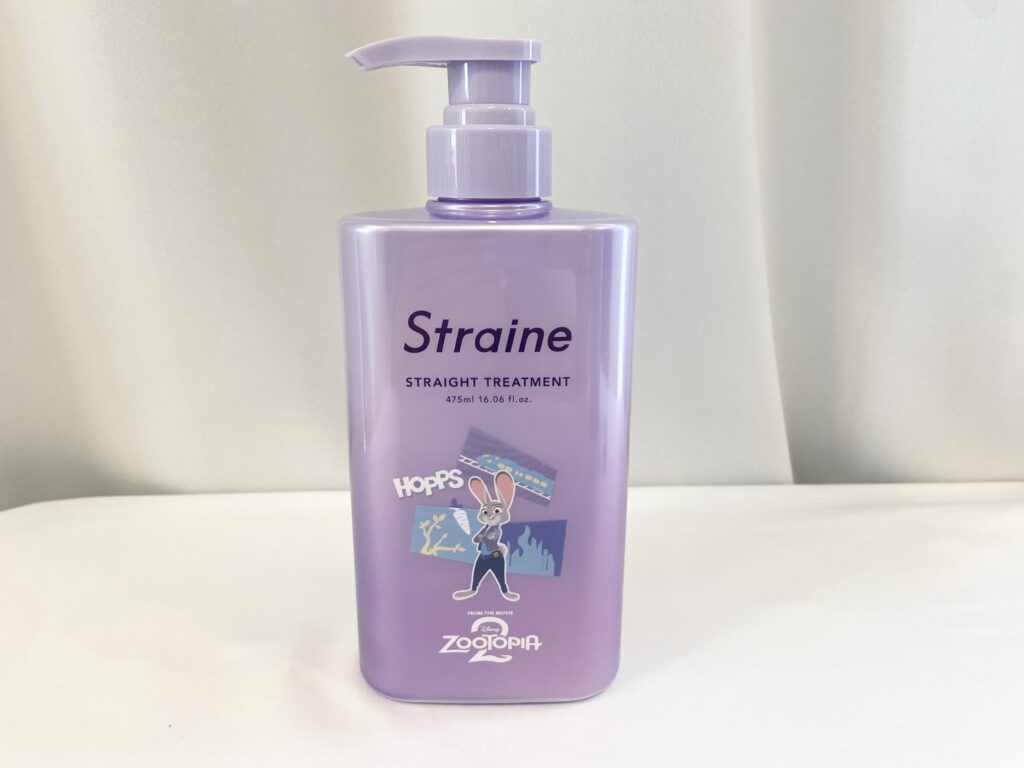 Straine
STRAIGHT TREATMENT
475ml 16.06 fl.oz.
HOPPS
FROM THE MOVIE
Disney
ZOOTOPIA
2